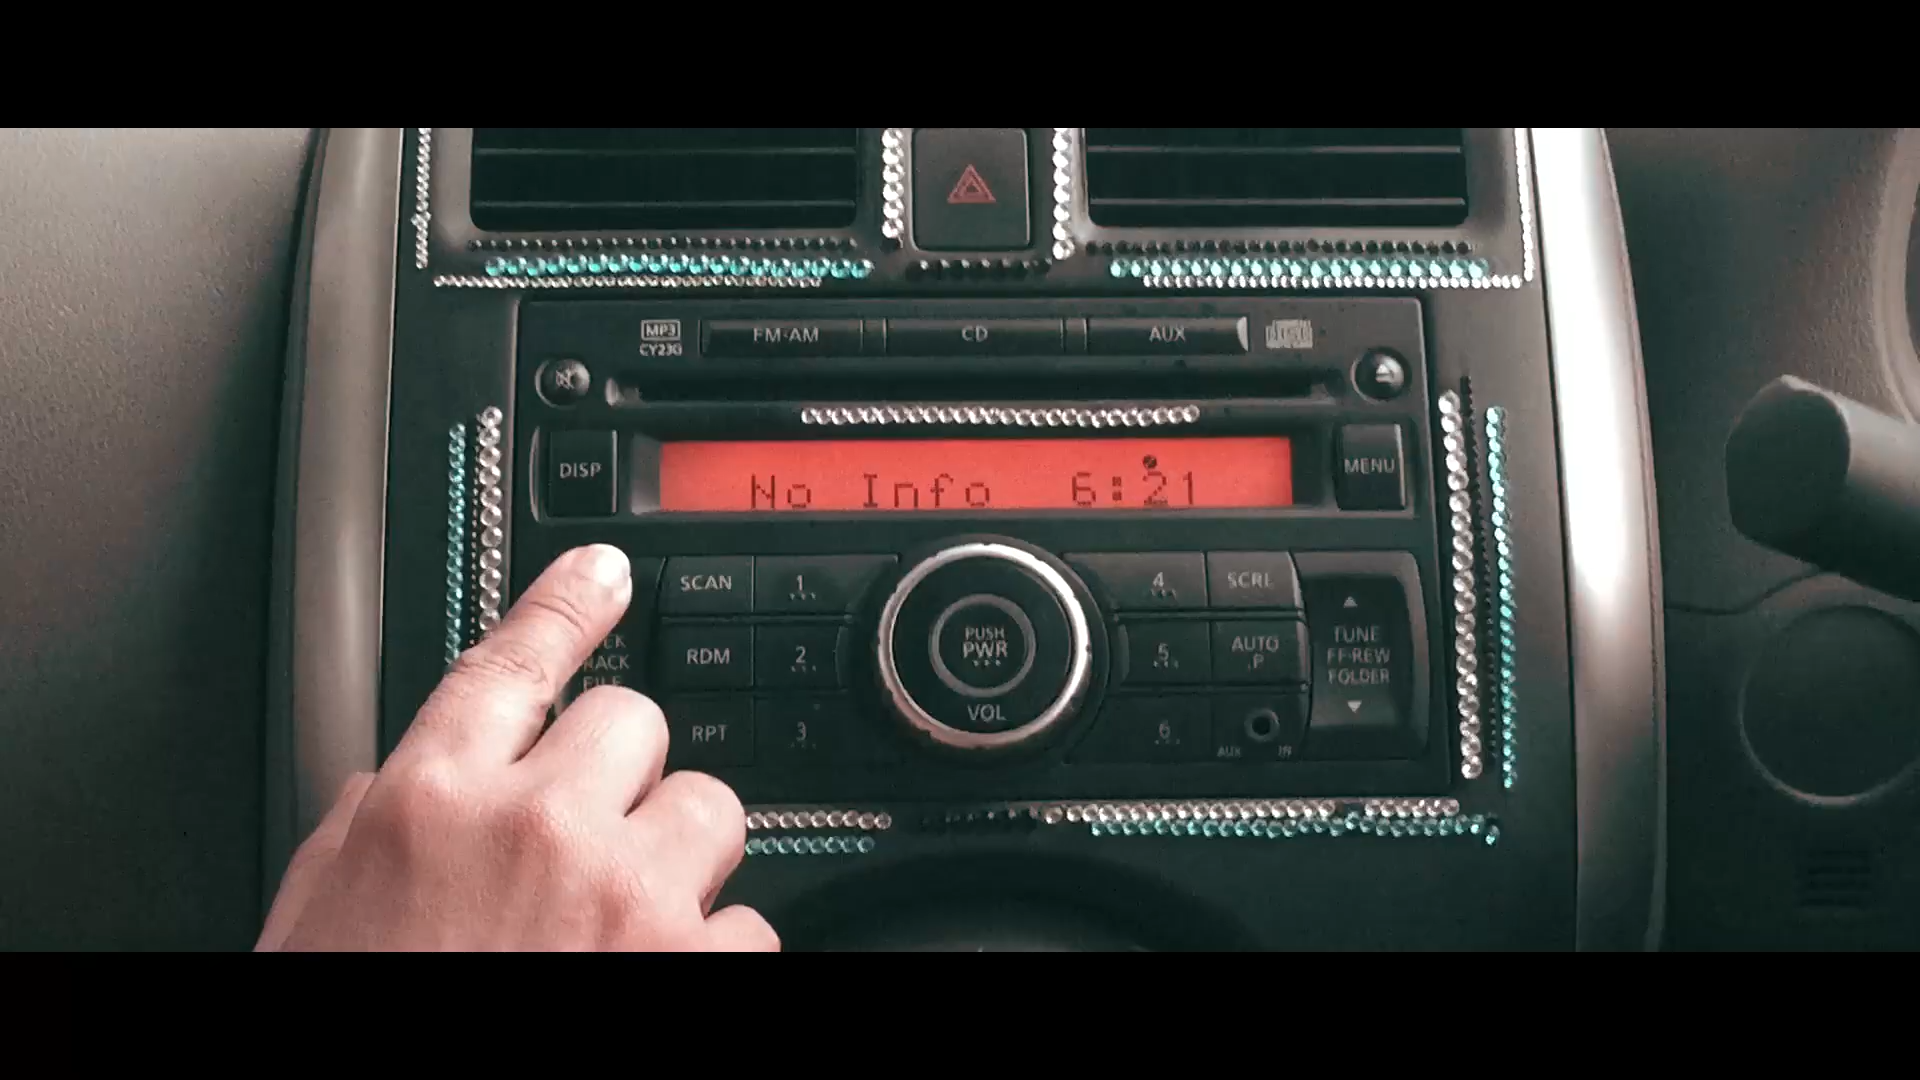 MP3
CY23G
FM·AM
CD
AUX
DISP
No Info 6:21
MENU
SCAN
1
4
SCRL
RDM
2
PUSH
PWR
5
AUTO
.P
TUNE
FF·REW
FOLDER
RPT
3
VOL
6
AUX IN